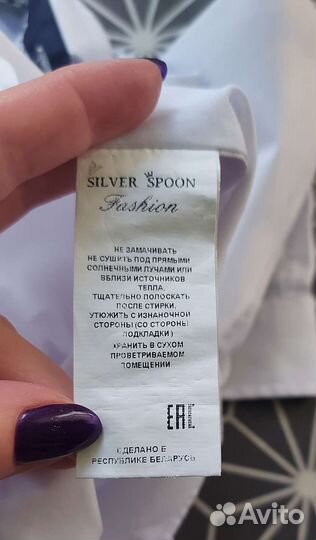 SILVER SPOON
Fashion
НЕ ЗАМАЧИВАТЬ
НЕ СУШИТЬ ПОД ПРЯМЫМИ
СОЛНЕЧНЫМИ ЛУЧАМИ ИЛИ
ВБЛИЗИ ИСТОЧНИКОВ
ТЕПЛА.
ТЩАТЕЛЬНО ПОЛОСКАТЬ
ПОСЛЕ СТИРКИ.
УТЮЖИТЬ С ИЗНАНОЧНОЙ
СТОРОНЫ (СО СТОРОНЫ
ПОДКЛАДКИ)
ХРАНИТЬ В СУХОМ
ПРОВЕТРИВАЕМОМ
ПОМЕЩЕНИИ
EAC
СДЕЛАНО В
РЕСПУБЛИКЕ БЕЛАРУСЬ
Avito